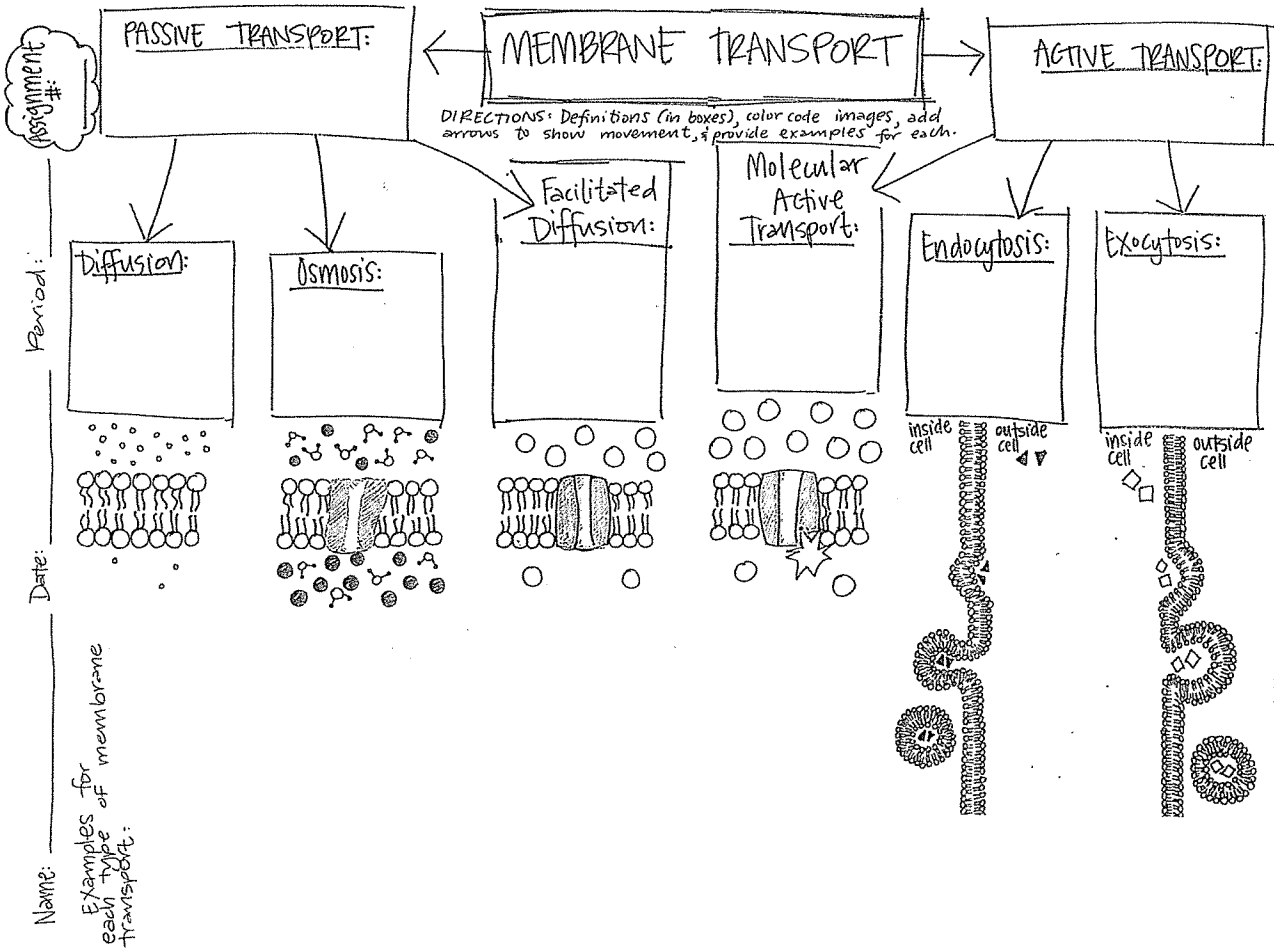 Assignment
#:
PASSIVE TRANSPORT:
MEMBRANE TRANSPORT
ACTIVE TRANSPORT:
DIRECTIONS: Definitions (in boxes), color code images, add
arrows to show movement, & provide examples for each.
Diffusion:
Osmosis:
Facilitated
Diffusion:
Molecular
Active
Transport:
Endocytosis:
Exocytosis:
inside
cell
outside
cell
inside
cell
outside
cell
Name:
Date:
Period:
Examples for
each type of membrane
transport: